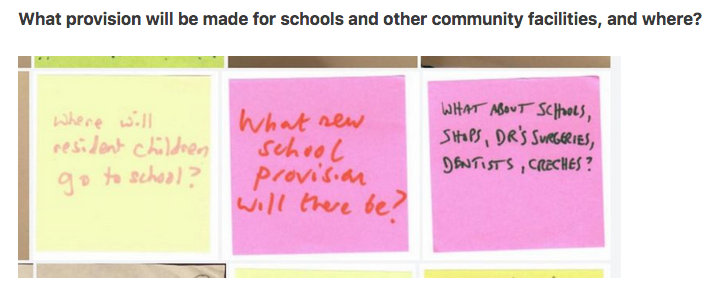 What provision will be made for schools and other community facilities, and where?
where will
resident children
go to school?
What new
school
provision
will there be?
WHAT ABOUT SCHOOLS,
SHOPS, DR'S SURGERIES,
DENTISTS, CRECHES?